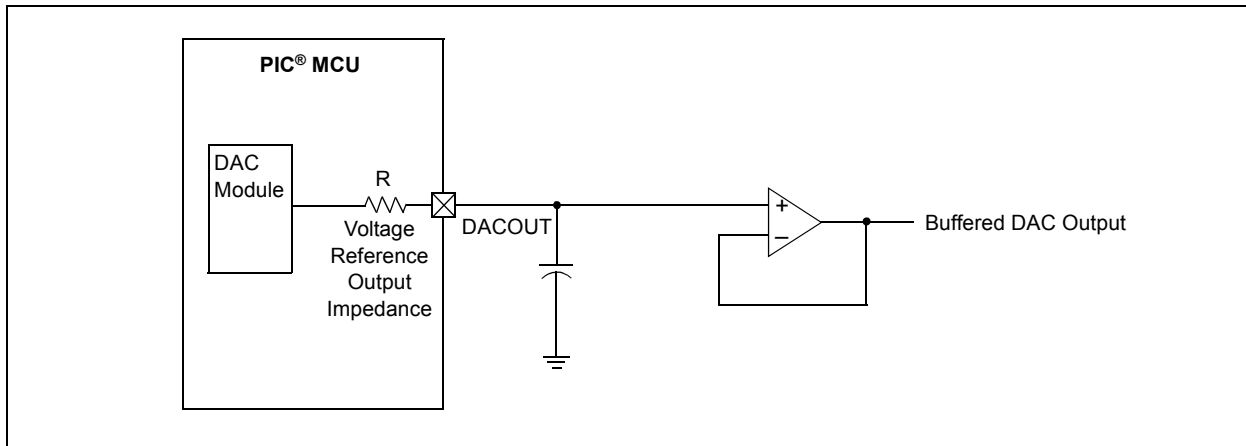 PIC® MCU
DAC
Module
R
Voltage
Reference
Output
Impedance
DACOUT
+
–
Buffered DAC Output